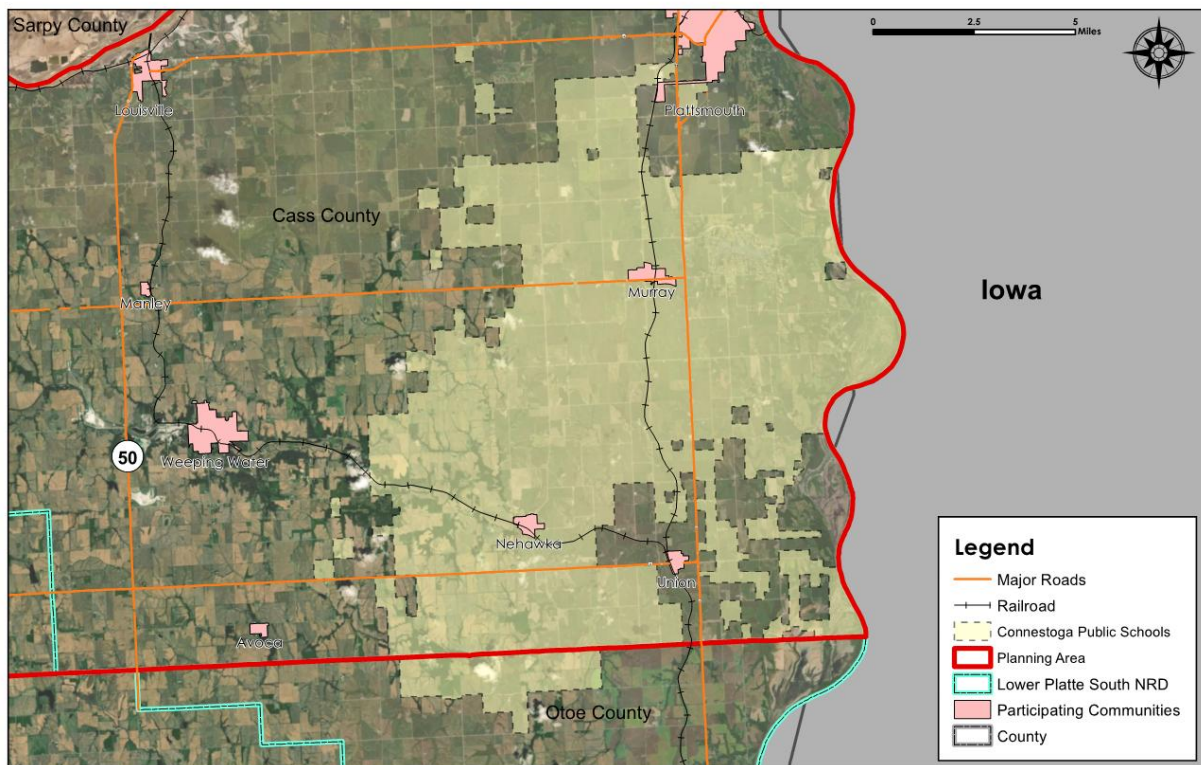 Sarpy County
0 2.5 5
Miles
Louisville
Plattsmouth
Cass County
Iowa
Manley
Murray
50
Weeping Water
Nehawka
Union
Avoca
Otoe County
Legend
Major Roads
Railroad
Connestoga Public Schools
Planning Area
Lower Platte South NRD
Participating Communities
County